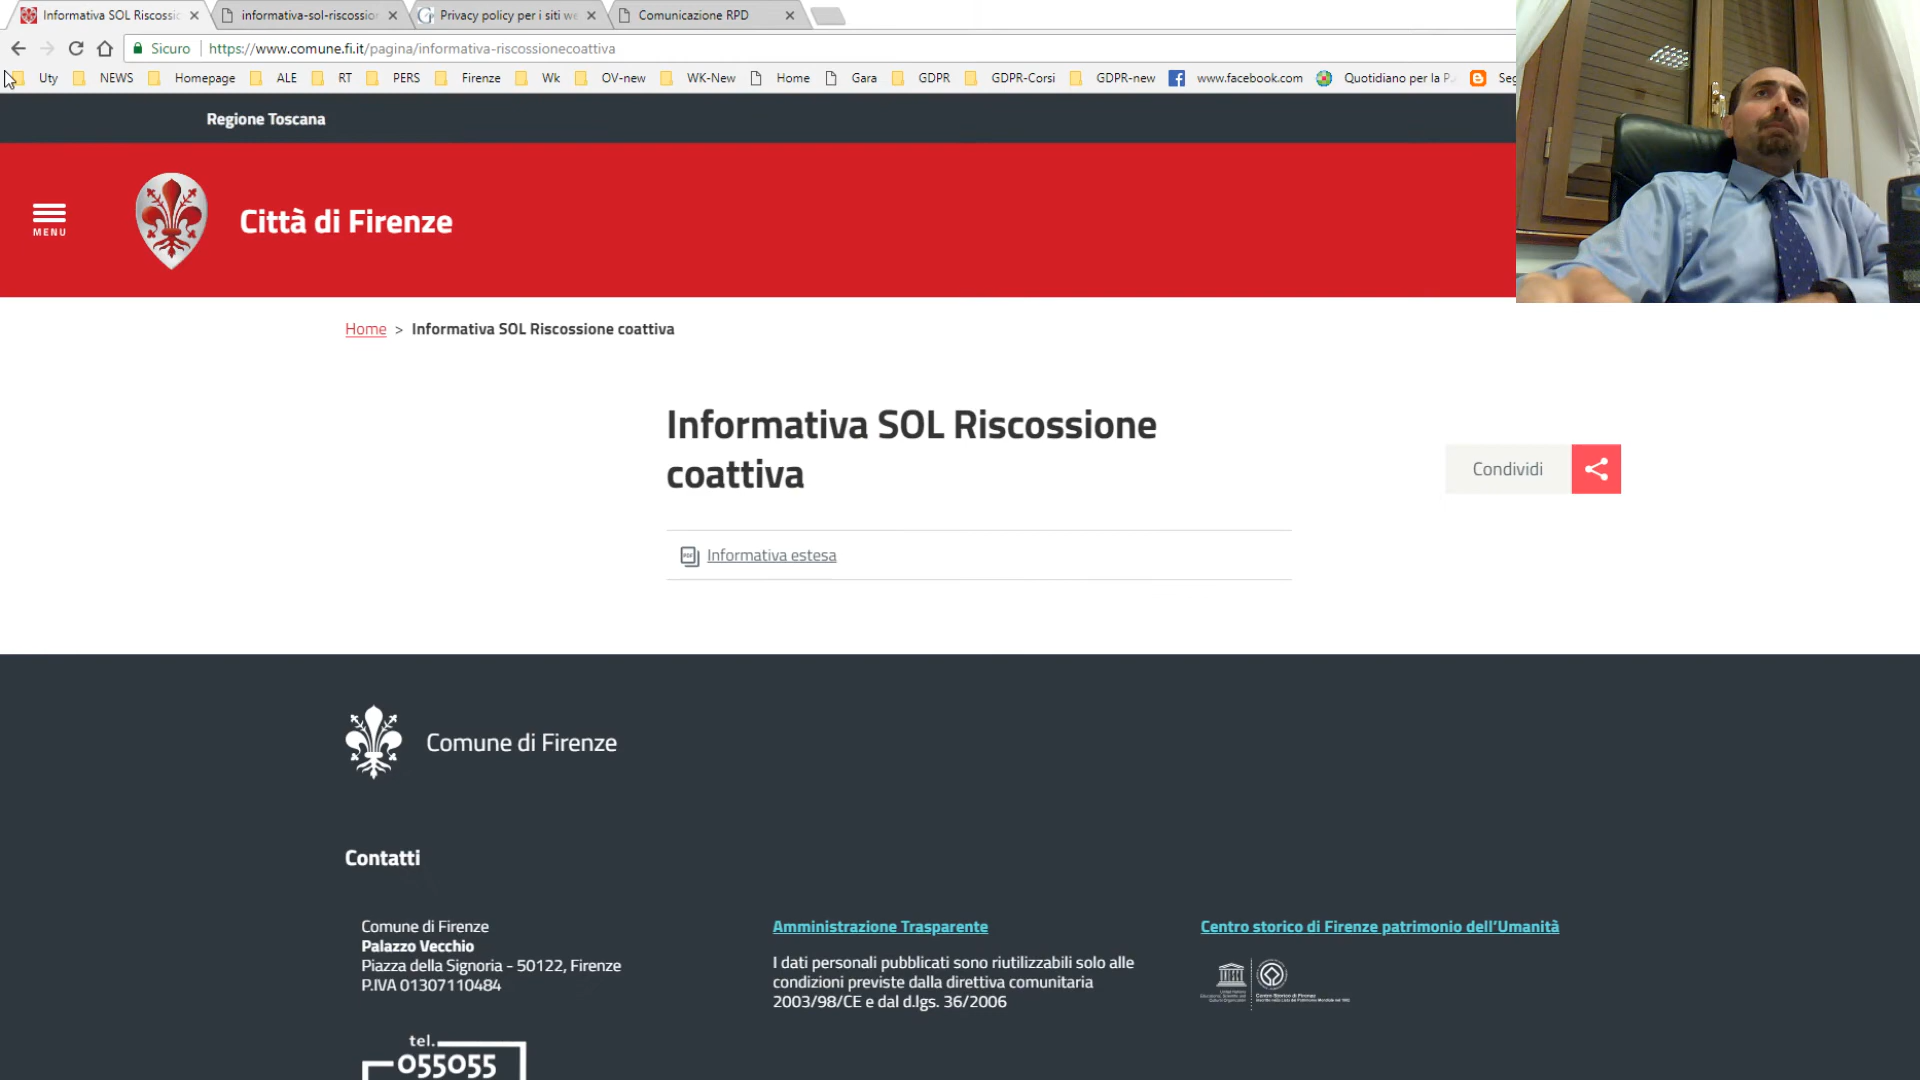 Informativa SOL Riscossio
informativa-sol-riscossion
Privacy policy per i siti we
Comunicazione RPD
Sicuro
https://www.comune.fi.it/pagina/informativa-riscossionecoattiva
Uty
NEWS
Homepage
ALE
RT
PERS
Firenze
Wk
OV-new
WK-New
Home
Gara
GDPR
GDPR-Corsi
GDPR-new
www.facebook.com
Quotidiano per la P
Seg
Regione Toscana
MENU
Città di Firenze
Home > Informativa SOL Riscossione coattiva
Informativa SOL Riscossione
coattiva
Condividi
Informativa estesa
Comune di Firenze
Contatti
Comune di Firenze
Palazzo Vecchio
Piazza della Signoria - 50122, Firenze
P.IVA 01307110484
tel.
055055
Amministrazione Trasparente
I dati personali pubblicati sono riutilizzabili solo alle
condizioni previste dalla direttiva comunitaria
2003/98/CE e dal d.lgs. 36/2006
Centro storico di Firenze patrimonio dell'Umanità